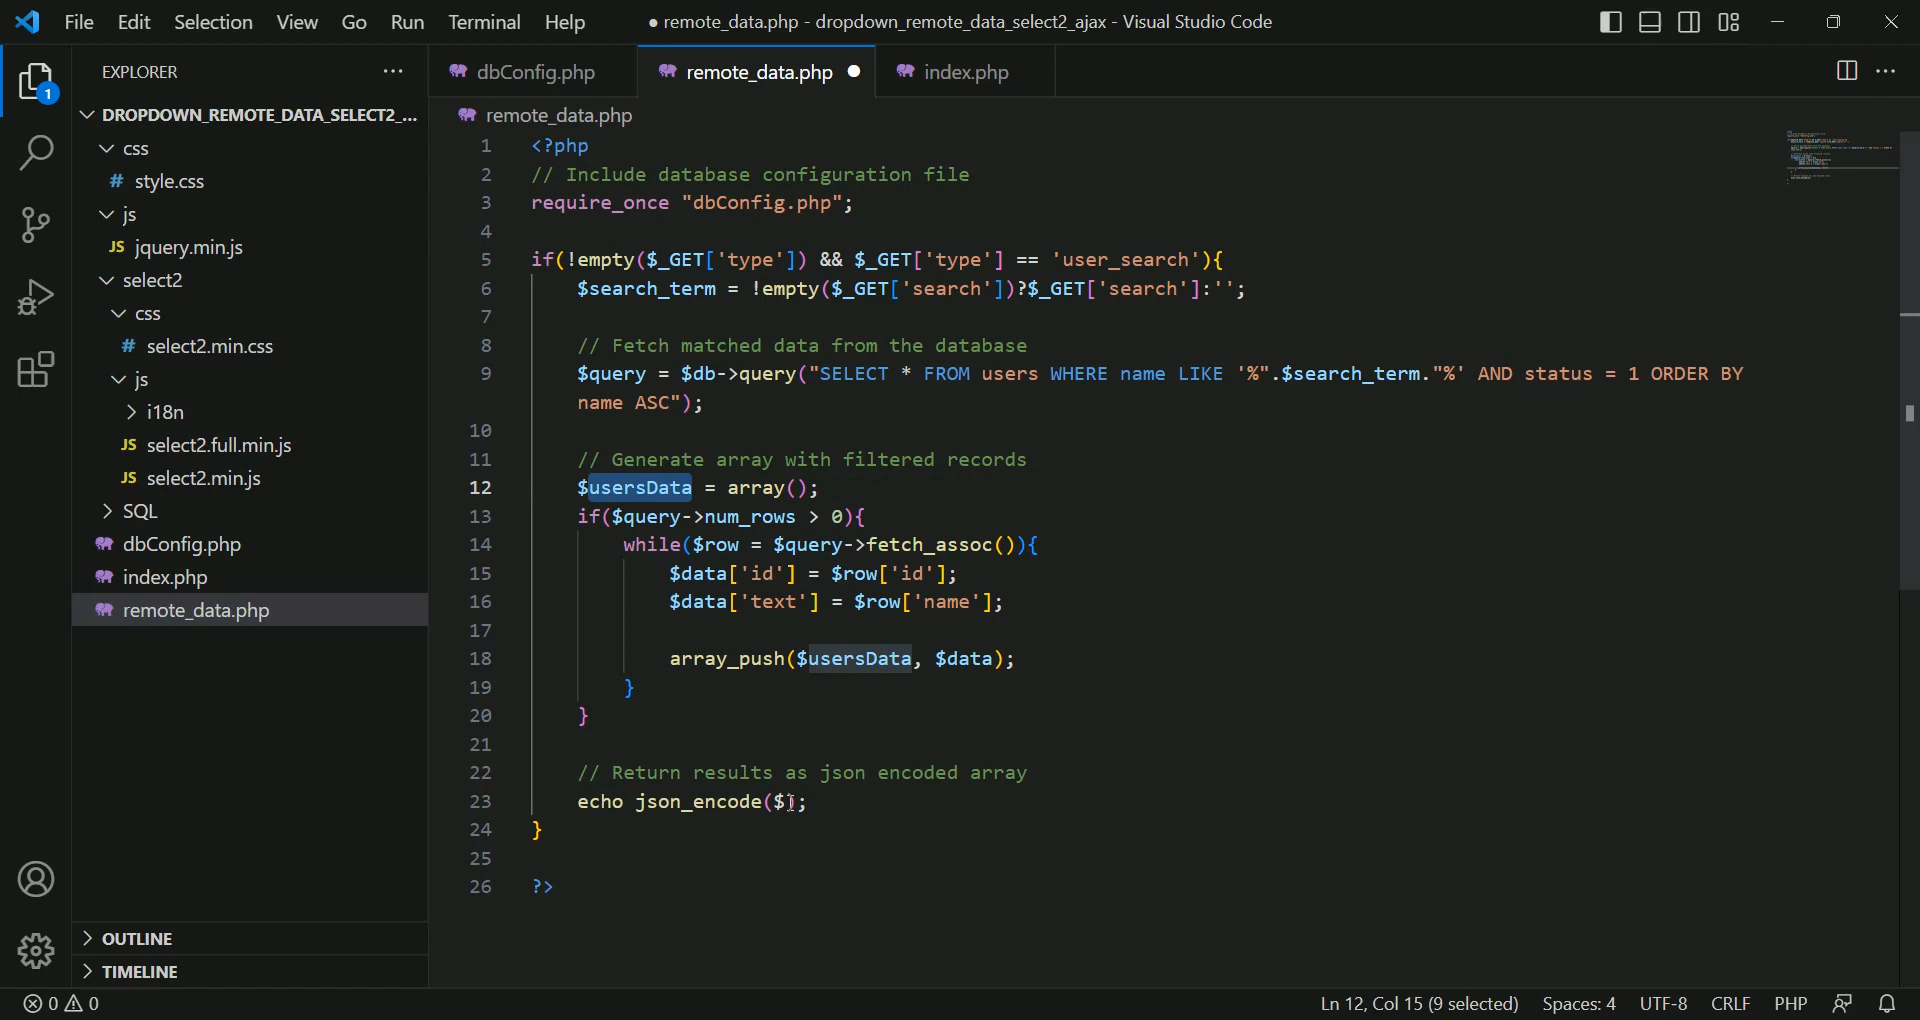 File Edit Selection View Go Run Terminal Help
● remote_data.php - dropdown_remote_data_select2_ajax - Visual Studio Code
EXPLORER
1
DROPDOWN_REMOTE_DATA_SELECT2_...
css
# style.css
js
JS jquery.min.js
select2
css
# select2.min.css
js
i18n
JS select2.full.min.js
JS select2.min.js
SQL
dbConfig.php
index.php
remote_data.php
OUTLINE
TIMELINE
dbConfig.php remote_data.php ● index.php
remote_data.php
1 <?php
2 // Include database configuration file
3 require_once "dbConfig.php";
4
5 if(!empty($_GET['type']) && $_GET['type'] == 'user_search'){
6 $search_term = !empty($_GET['search'])?$_GET['search']:'';
7
8 // Fetch matched data from the database
9 $query = $db->query("SELECT * FROM users WHERE name LIKE '%".$search_term."%' AND status = 1 ORDER BY
name ASC");
10
11 // Generate array with filtered records
12 $usersData = array();
13 if($query->num_rows > 0){
14 while($row = $query->fetch_assoc()){
15 $data['id'] = $row['id'];
16 $data['text'] = $row['name'];
17
18 array_push($usersData, $data);
19 }
20 }
21
22 // Return results as json encoded array
23 echo json_encode($);
24 }
25
26 ?>
0 0
Ln 12, Col 15 (9 selected) Spaces: 4 UTF-8 CRLF PHP